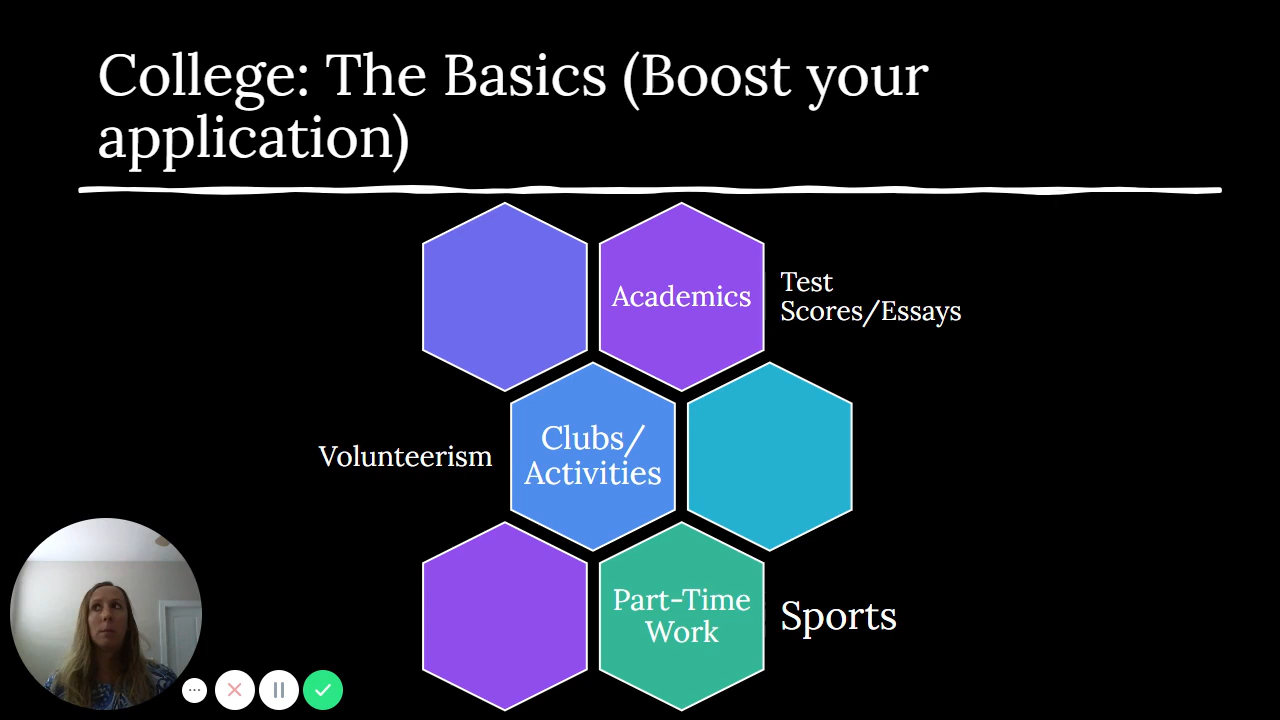 College: The Basics (Boost your
application)
Academics
Test
Scores/Essays
Volunteerism
Clubs/
Activities
Part-Time
Work
Sports